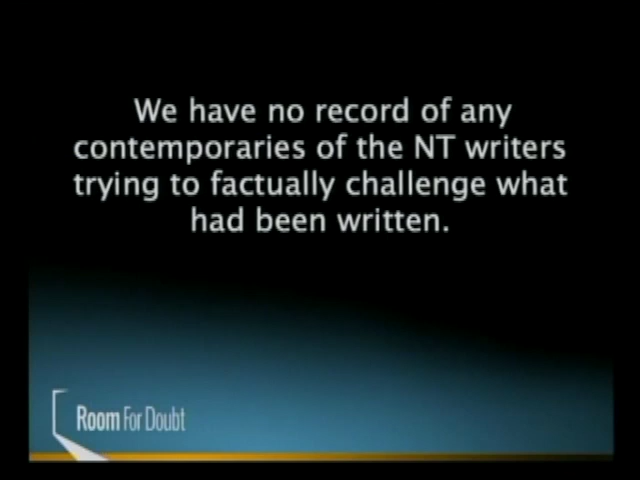 We have no record of any
contemporaries of the NT writers
trying to factually challenge what
had been written.
Room For Doubt